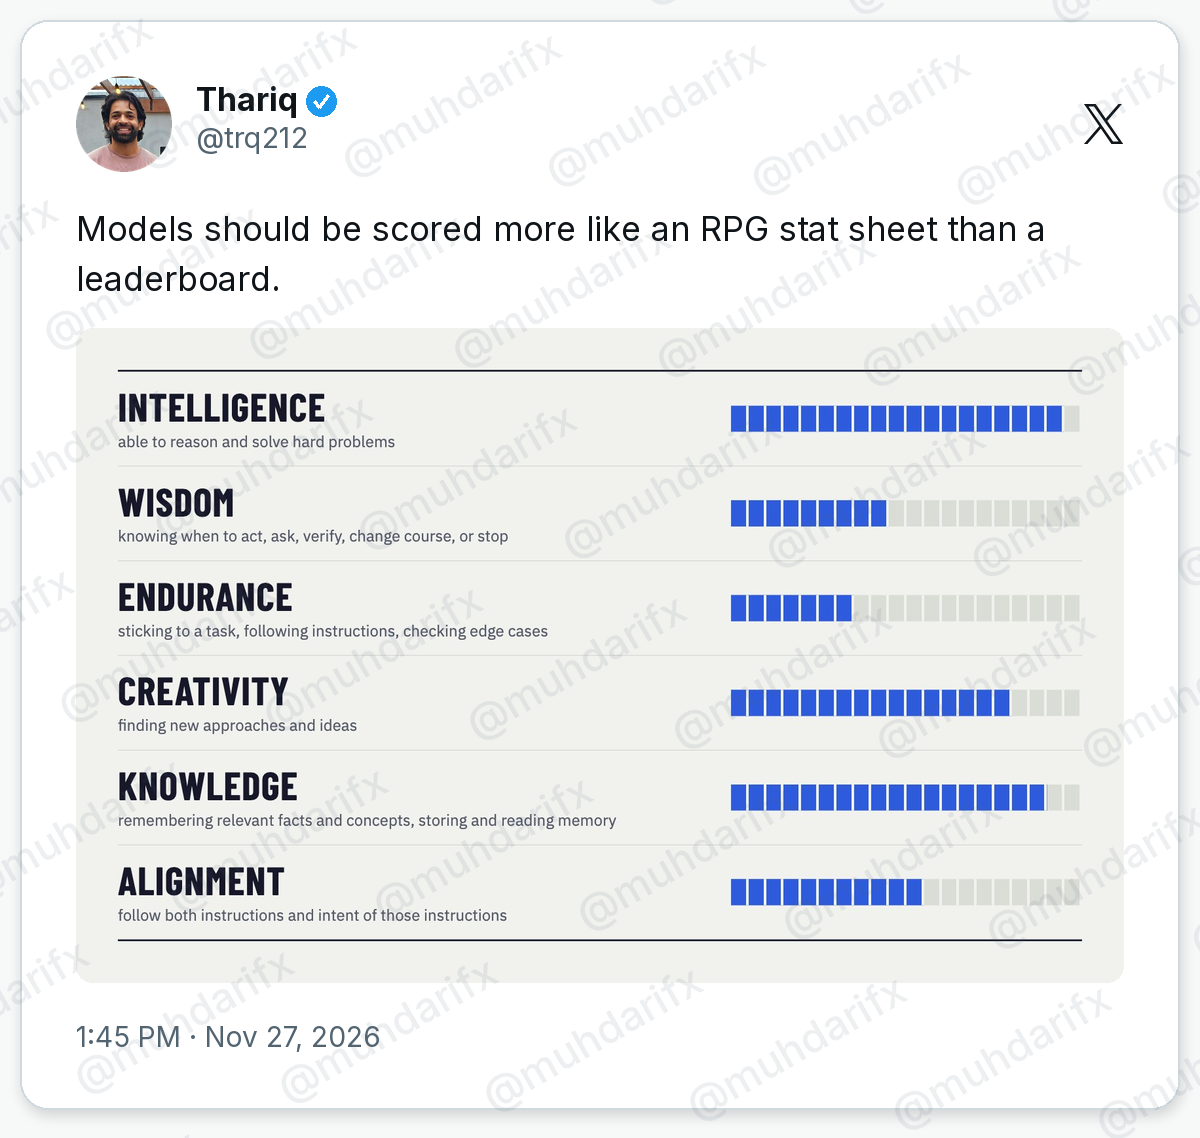 Thariq
@trq212
Models should be scored more like an RPG stat sheet than a
leaderboard.
INTELLIGENCE
able to reason and solve hard problems
WISDOM
knowing when to act, ask, verify, change course, or stop
ENDURANCE
sticking to a task, following instructions, checking edge cases
CREATIVITY
finding new approaches and ideas
KNOWLEDGE
remembering relevant facts and concepts, storing and reading memory
ALIGNMENT
follow both instructions and intent of those instructions
1:45 PM · Nov 27, 2026
@muhdarifx